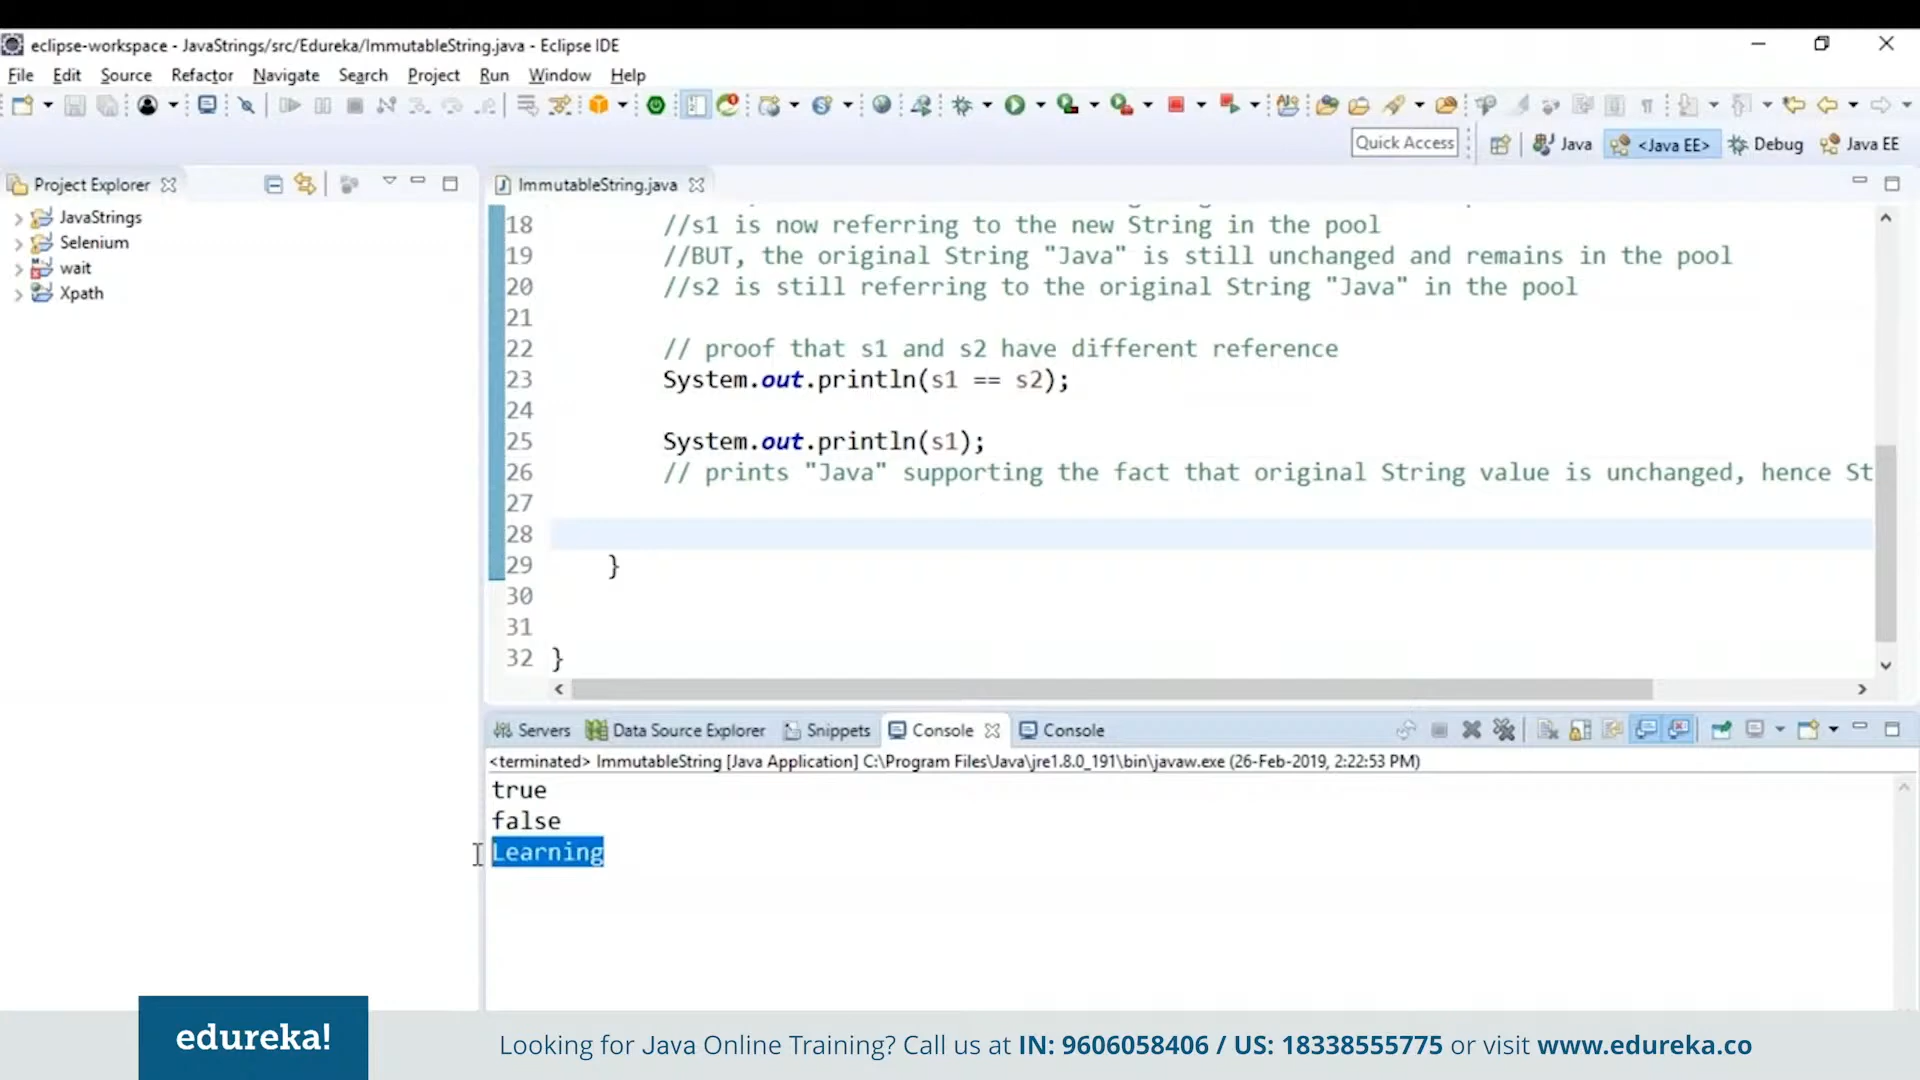 eclipse-workspace - JavaStrings/src/Edureka/ImmutableString.java - Eclipse IDE
File Edit Source Refactor Navigate Search Project Run Window Help
Quick Access Java <Java EE> Debug Java EE
Project Explorer
JavaStrings
Selenium
wait
Xpath
ImmutableString.java
18 //s1 is now referring to the new String in the pool
19 //BUT, the original String "Java" is still unchanged and remains in the pool
20 //s2 is still referring to the original String "Java" in the pool
21
22 // proof that s1 and s2 have different reference
23 System.out.println(s1 == s2);
24
25 System.out.println(s1);
26 // prints "Java" supporting the fact that original String value is unchanged, hence St
27
28
29 }
30
31
32 }
Servers Data Source Explorer Snippets Console Console
<terminated> ImmutableString [Java Application] C:\Program Files\Java\jre1.8.0_191\bin\javaw.exe (26-Feb-2019, 2:22:53 PM)
true
false
Learning
edureka!
Looking for Java Online Training? Call us at IN: 9606058406 / US: 18338555775 or visit www.edureka.co